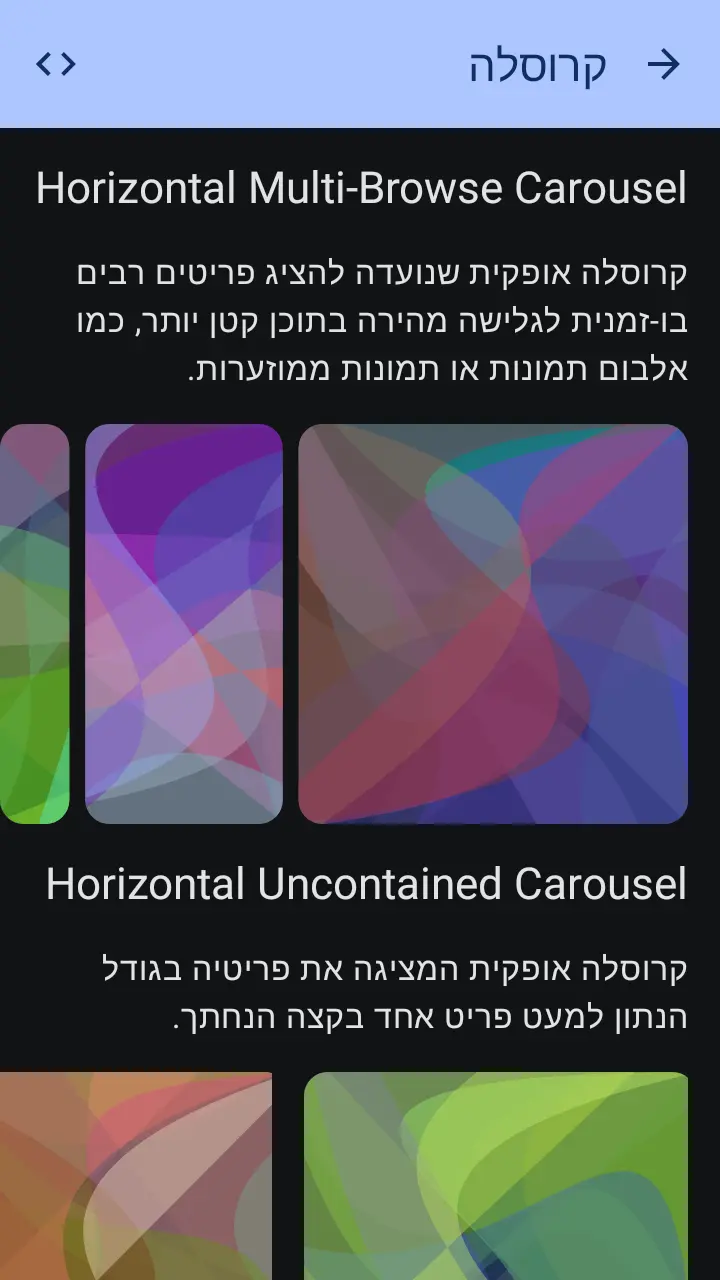 קרוסלה
Horizontal Multi-Browse Carousel
קרוסלה אופקית שנועדה להציג פריטים רבים
בו-זמנית לגלישה מהירה בתוכן קטן יותר, כמו
אלבום תמונות או תמונות ממוזערות.
Horizontal Uncontained Carousel
קרוסלה אופקית המציגה את פריטיה בגודל
הנתון למעט פריט אחד בקצה הנחתך.